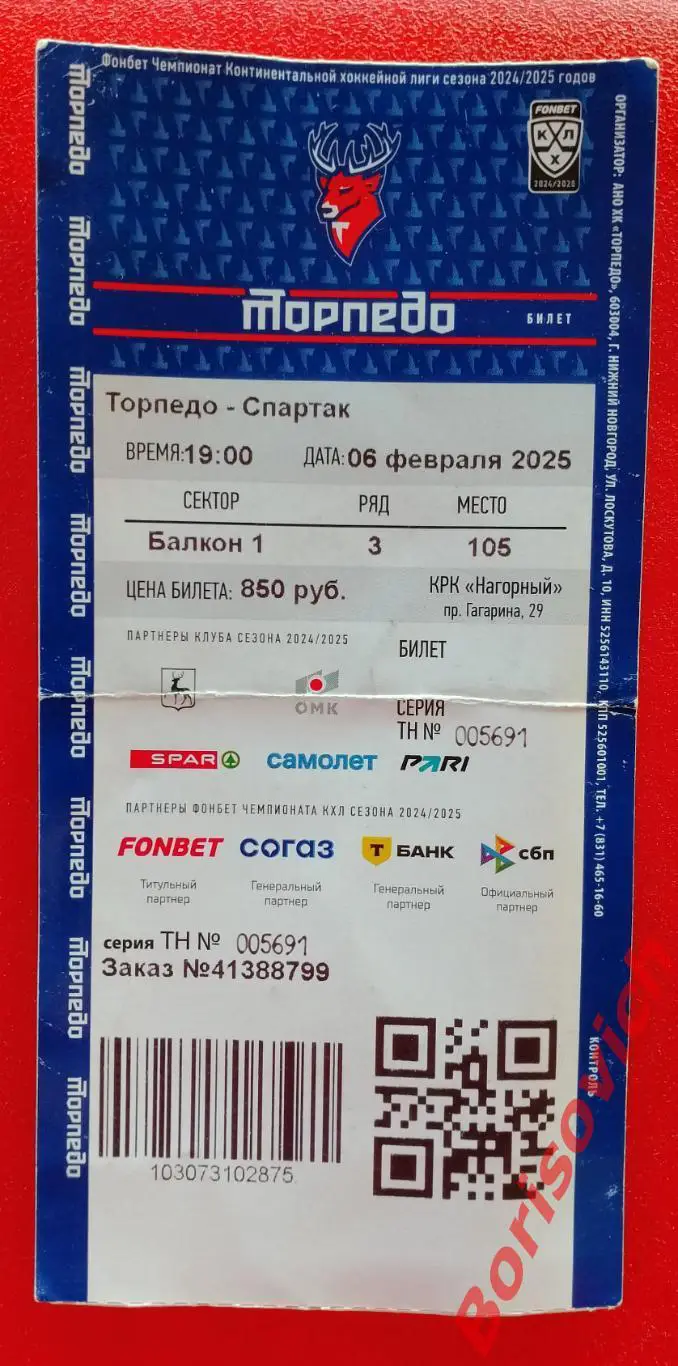 Фонбет Чемпионат Континентальной хоккейной лиги сезона 2024/2025 годов
FONBET
КХЛ
2024/2025
Торпедо
БИЛЕТ
Торпедо - Спартак
ВРЕМЯ: 19:00 ДАТА: 06 февраля 2025
СЕКТОР РЯД МЕСТО
Балкон 1 3 105
ЦЕНА БИЛЕТА: 850 руб. КРК «Нагорный»
пр. Гагарина, 29
ПАРТНЕРЫ КЛУБА СЕЗОНА 2024/2025
БИЛЕТ
ОМК
СЕРИЯ
ТН № 005691
SPAR самолет PARI
ПАРТНЕРЫ ФОНБЕТ ЧЕМПИОНАТА КХЛ СЕЗОНА 2024/2025
FONBET СОГАЗ Т БАНК сбп
Титульный партнер
Генеральный партнер
Генеральный партнер
Официальный партнер
серия ТН № 005691
Заказ №41388799
103073102875
Торпедо
Торпедо
Торпедо
Торпедо
Торпедо
Торпедо
Торпедо
Торпедо
ОРГАНИЗАТОР: АНО ХК «ТОРПЕДО», 603004, Г. НИЖНИЙ НОВГОРОД, УЛ. ЛОСКУТОВА, Д. 10, ИНН 5256143110, КПП 525601001, ТЕЛ. +7 (831) 465-16-60
КОНТРОЛЬ
Borisovich